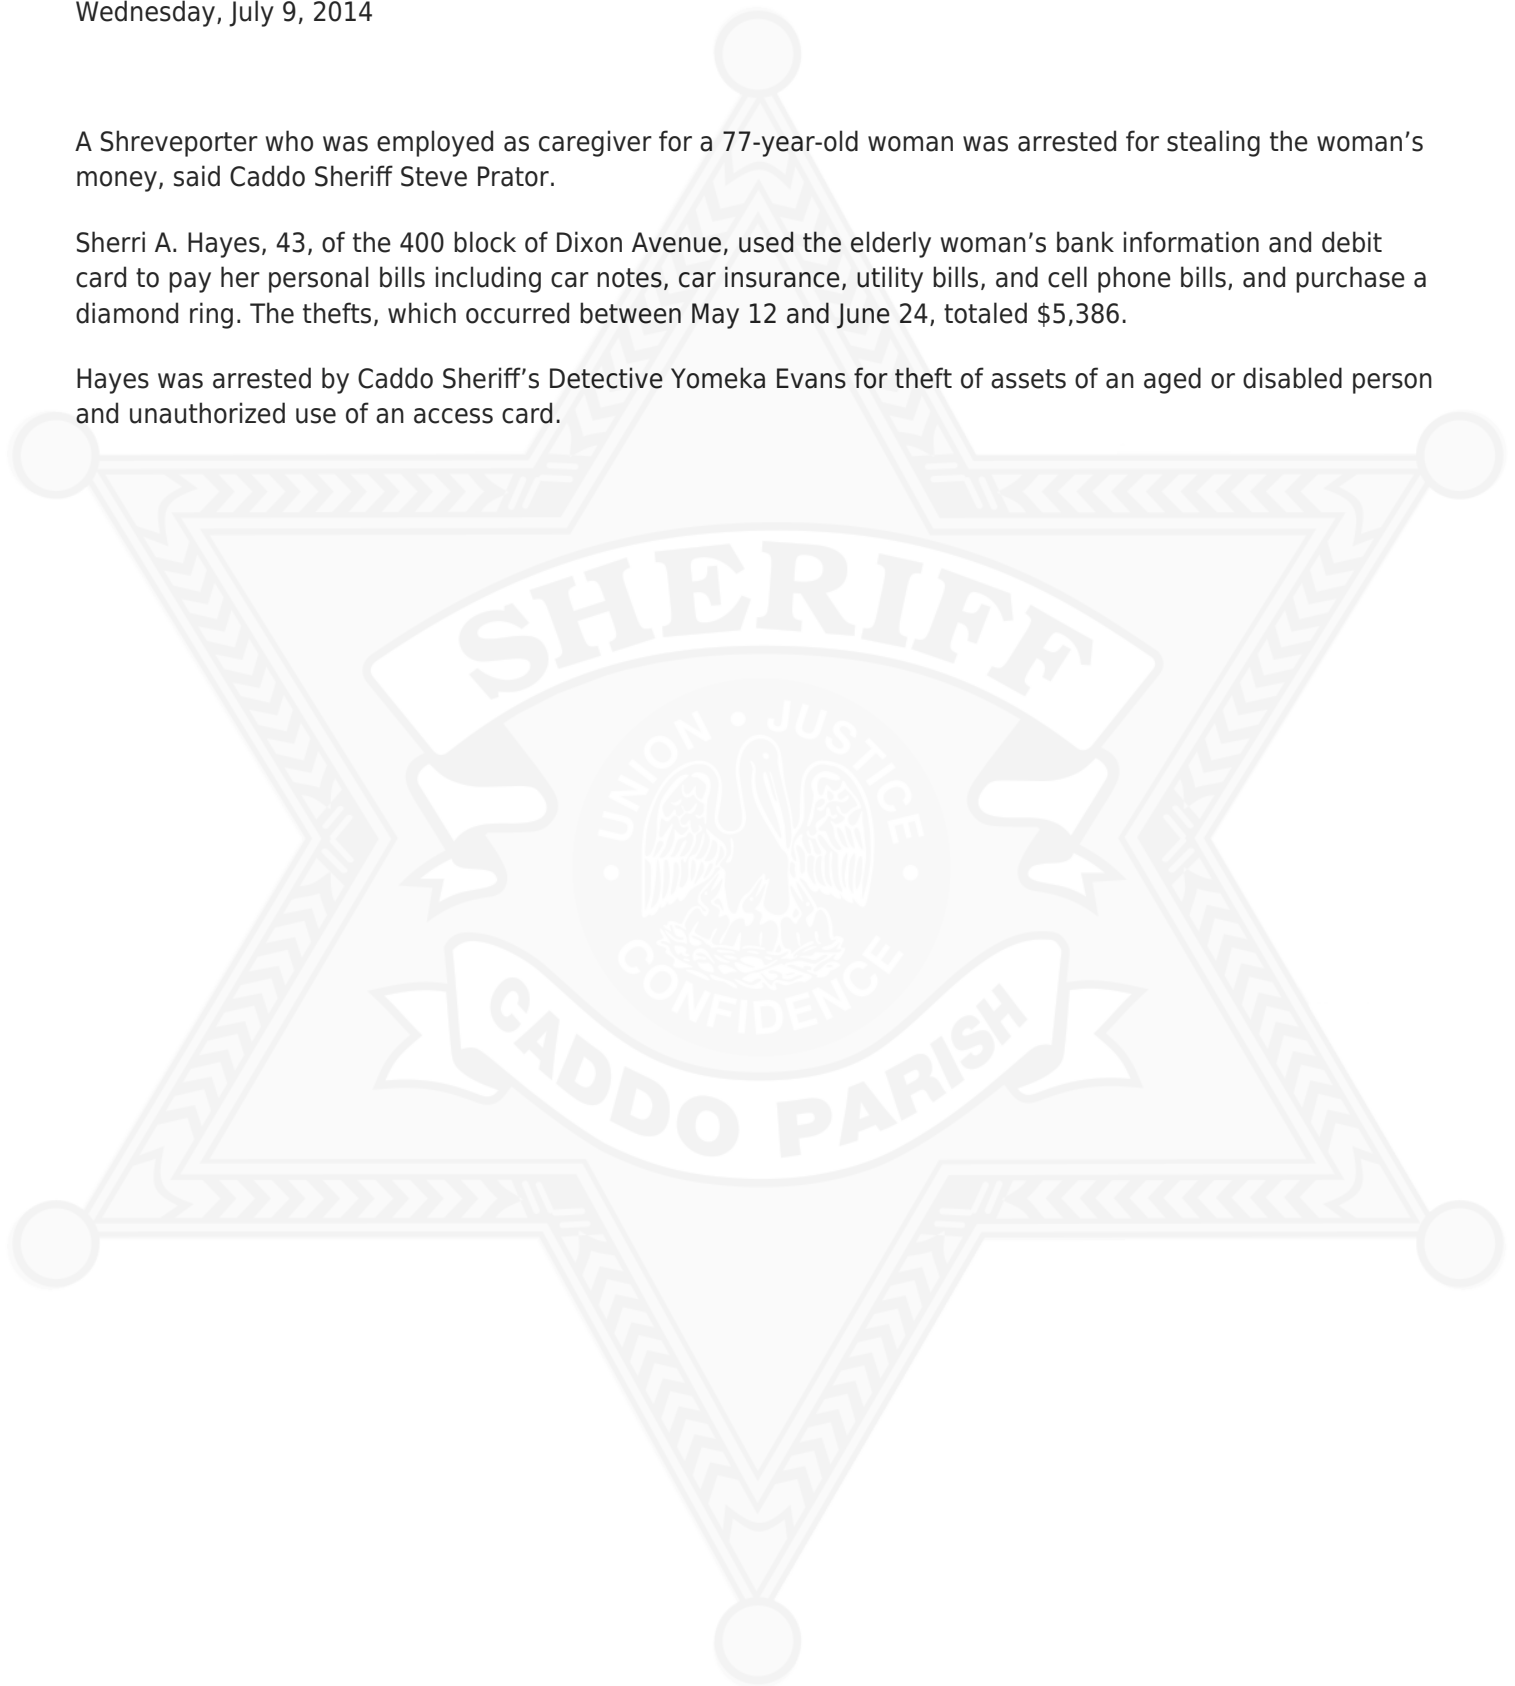 Wednesday, July 9, 2014
A Shreveporter who was employed as caregiver for a 77-year-old woman was arrested for stealing the woman’s
money, said Caddo Sheriff Steve Prator.
Sherri A. Hayes, 43, of the 400 block of Dixon Avenue, used the elderly woman’s bank information and debit
card to pay her personal bills including car notes, car insurance, utility bills, and cell phone bills, and purchase a
diamond ring. The thefts, which occurred between May 12 and June 24, totaled $5,386.
Hayes was arrested by Caddo Sheriff’s Detective Yomeka Evans for theft of assets of an aged or disabled person
and unauthorized use of an access card.
SHERIFF
UNION • JUSTICE
• CONFIDENCE •
CADDO PARISH